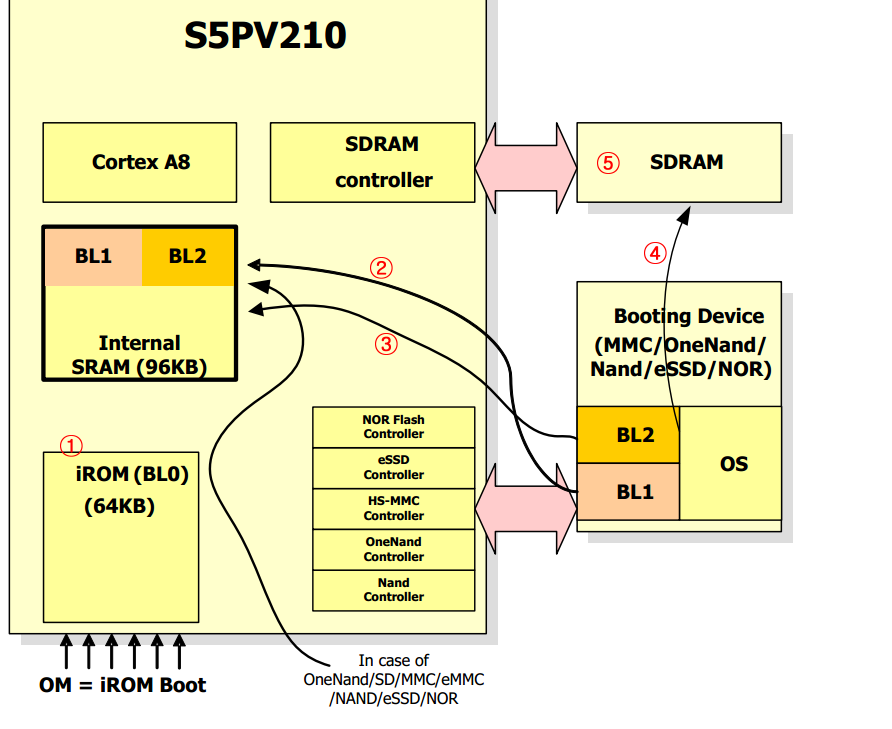 S5PV210
Cortex A8
SDRAM
controller
⑤ SDRAM
④
BL1 BL2
②
Internal
SRAM (96KB)
③
Booting Device
(MMC/OneNand/
Nand/eSSD/NOR)
①
iROM (BL0)
(64KB)
NOR Flash
Controller
eSSD
Controller
HS-MMC
Controller
OneNand
Controller
Nand
Controller
BL2
BL1
OS
OM = iROM Boot
In case of
OneNand/SD/MMC/eMMC
/NAND/eSSD/NOR